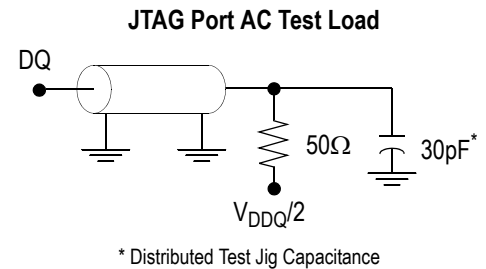 JTAG Port AC Test Load
DQ
50Ω
30pF*
VDDQ/2
* Distributed Test Jig Capacitance